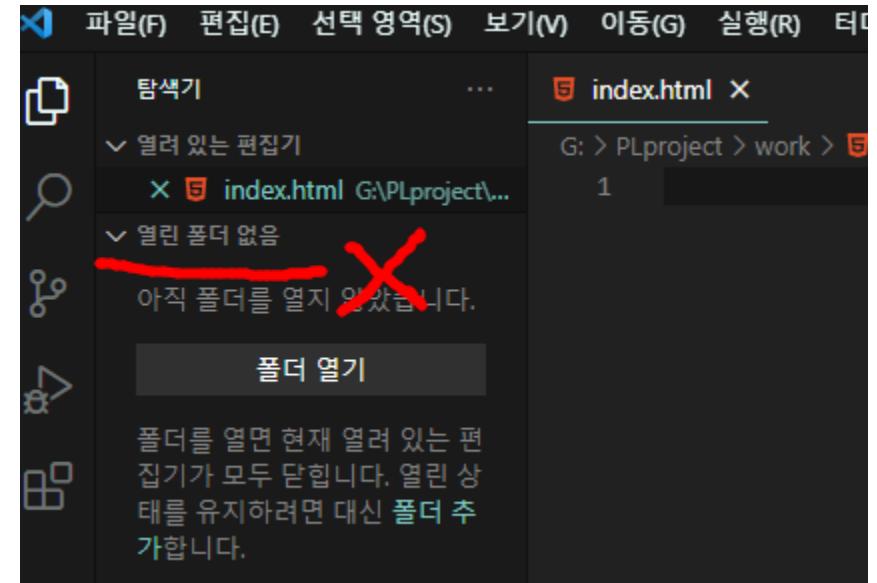 파일(F) 편집(E) 선택 영역(S) 보기(V) 이동(G) 실행(R)
탐색기 ···
index.html
열려 있는 편집기
G: > PLproject > work >
index.html G:\PLproject\...
1
열린 폴더 없음
아직 폴더를 열지 않았습니다.
폴더 열기
폴더를 열면 현재 열려 있는 편
집기가 모두 닫힙니다. 열린 상
태를 유지하려면 대신 폴더 추
가합니다.